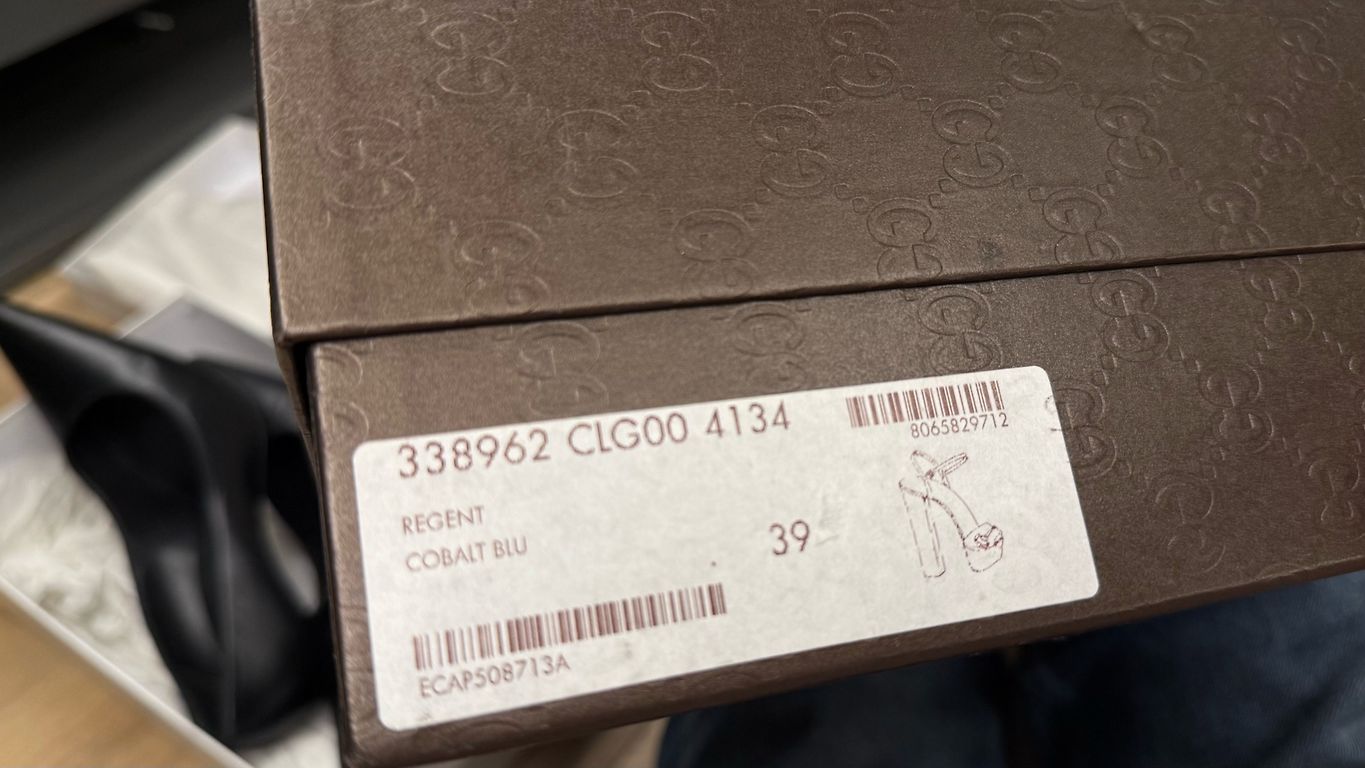 338962 CLG00 4134
8065829712
REGENT
COBALT BLU
39
ECAP508713A